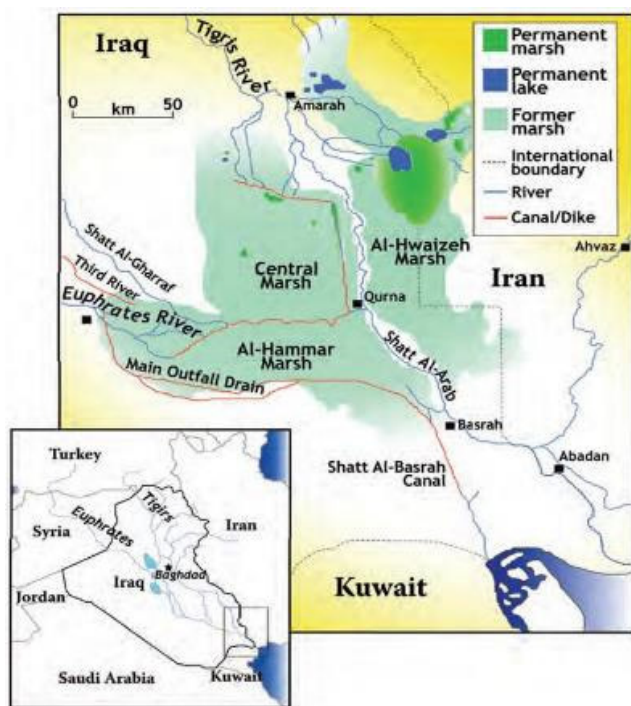 Iraq
Tigris River
0 50
km
Amarah
Permanent
marsh
Permanent
lake
Former
marsh
International
boundary
River
Canal/Dike
Ahvaz
Shatt Al-Gharraf
Third River
Euphrates River
Central
Marsh
Al-Hwaizeh
Marsh
Iran
Qurna
Al-Hammar
Marsh
Shatt Al-Arab
Main Outfall Drain
Basrah
Abadan
Shatt Al-Basrah
Canal
Kuwait
Turkey
Syria
Euphrates
Tigirs
Iran
Baghdad
Iraq
Jordan
Saudi Arabia
Kuwait